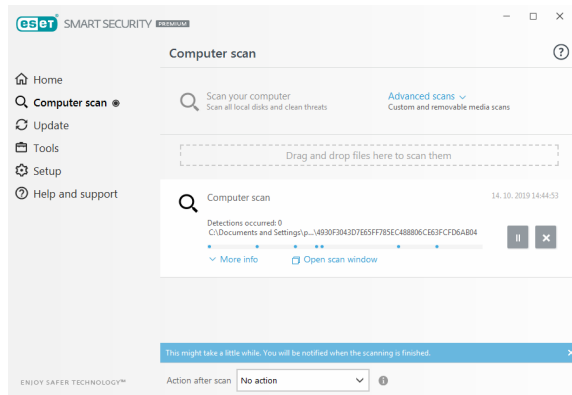 eset SMART SECURITY PREMIUM
Computer scan
?
Home
Computer scan
Update
Tools
Setup
Help and support
Scan your computer
Scan all local disks and clean threats
Advanced scans
Custom and removable media scans
Drag and drop files here to scan them
Computer scan
14. 10. 2019 14:44:53
Detections occurred: 0
C:\Documents and Settings\p...\4930F3043D7E65FF785EC488806CE63FCFD6AB04
More info
Open scan window
This might take a little while. You will be notified when the scanning is finished.
ENJOY SAFER TECHNOLOGY™
Action after scan No action